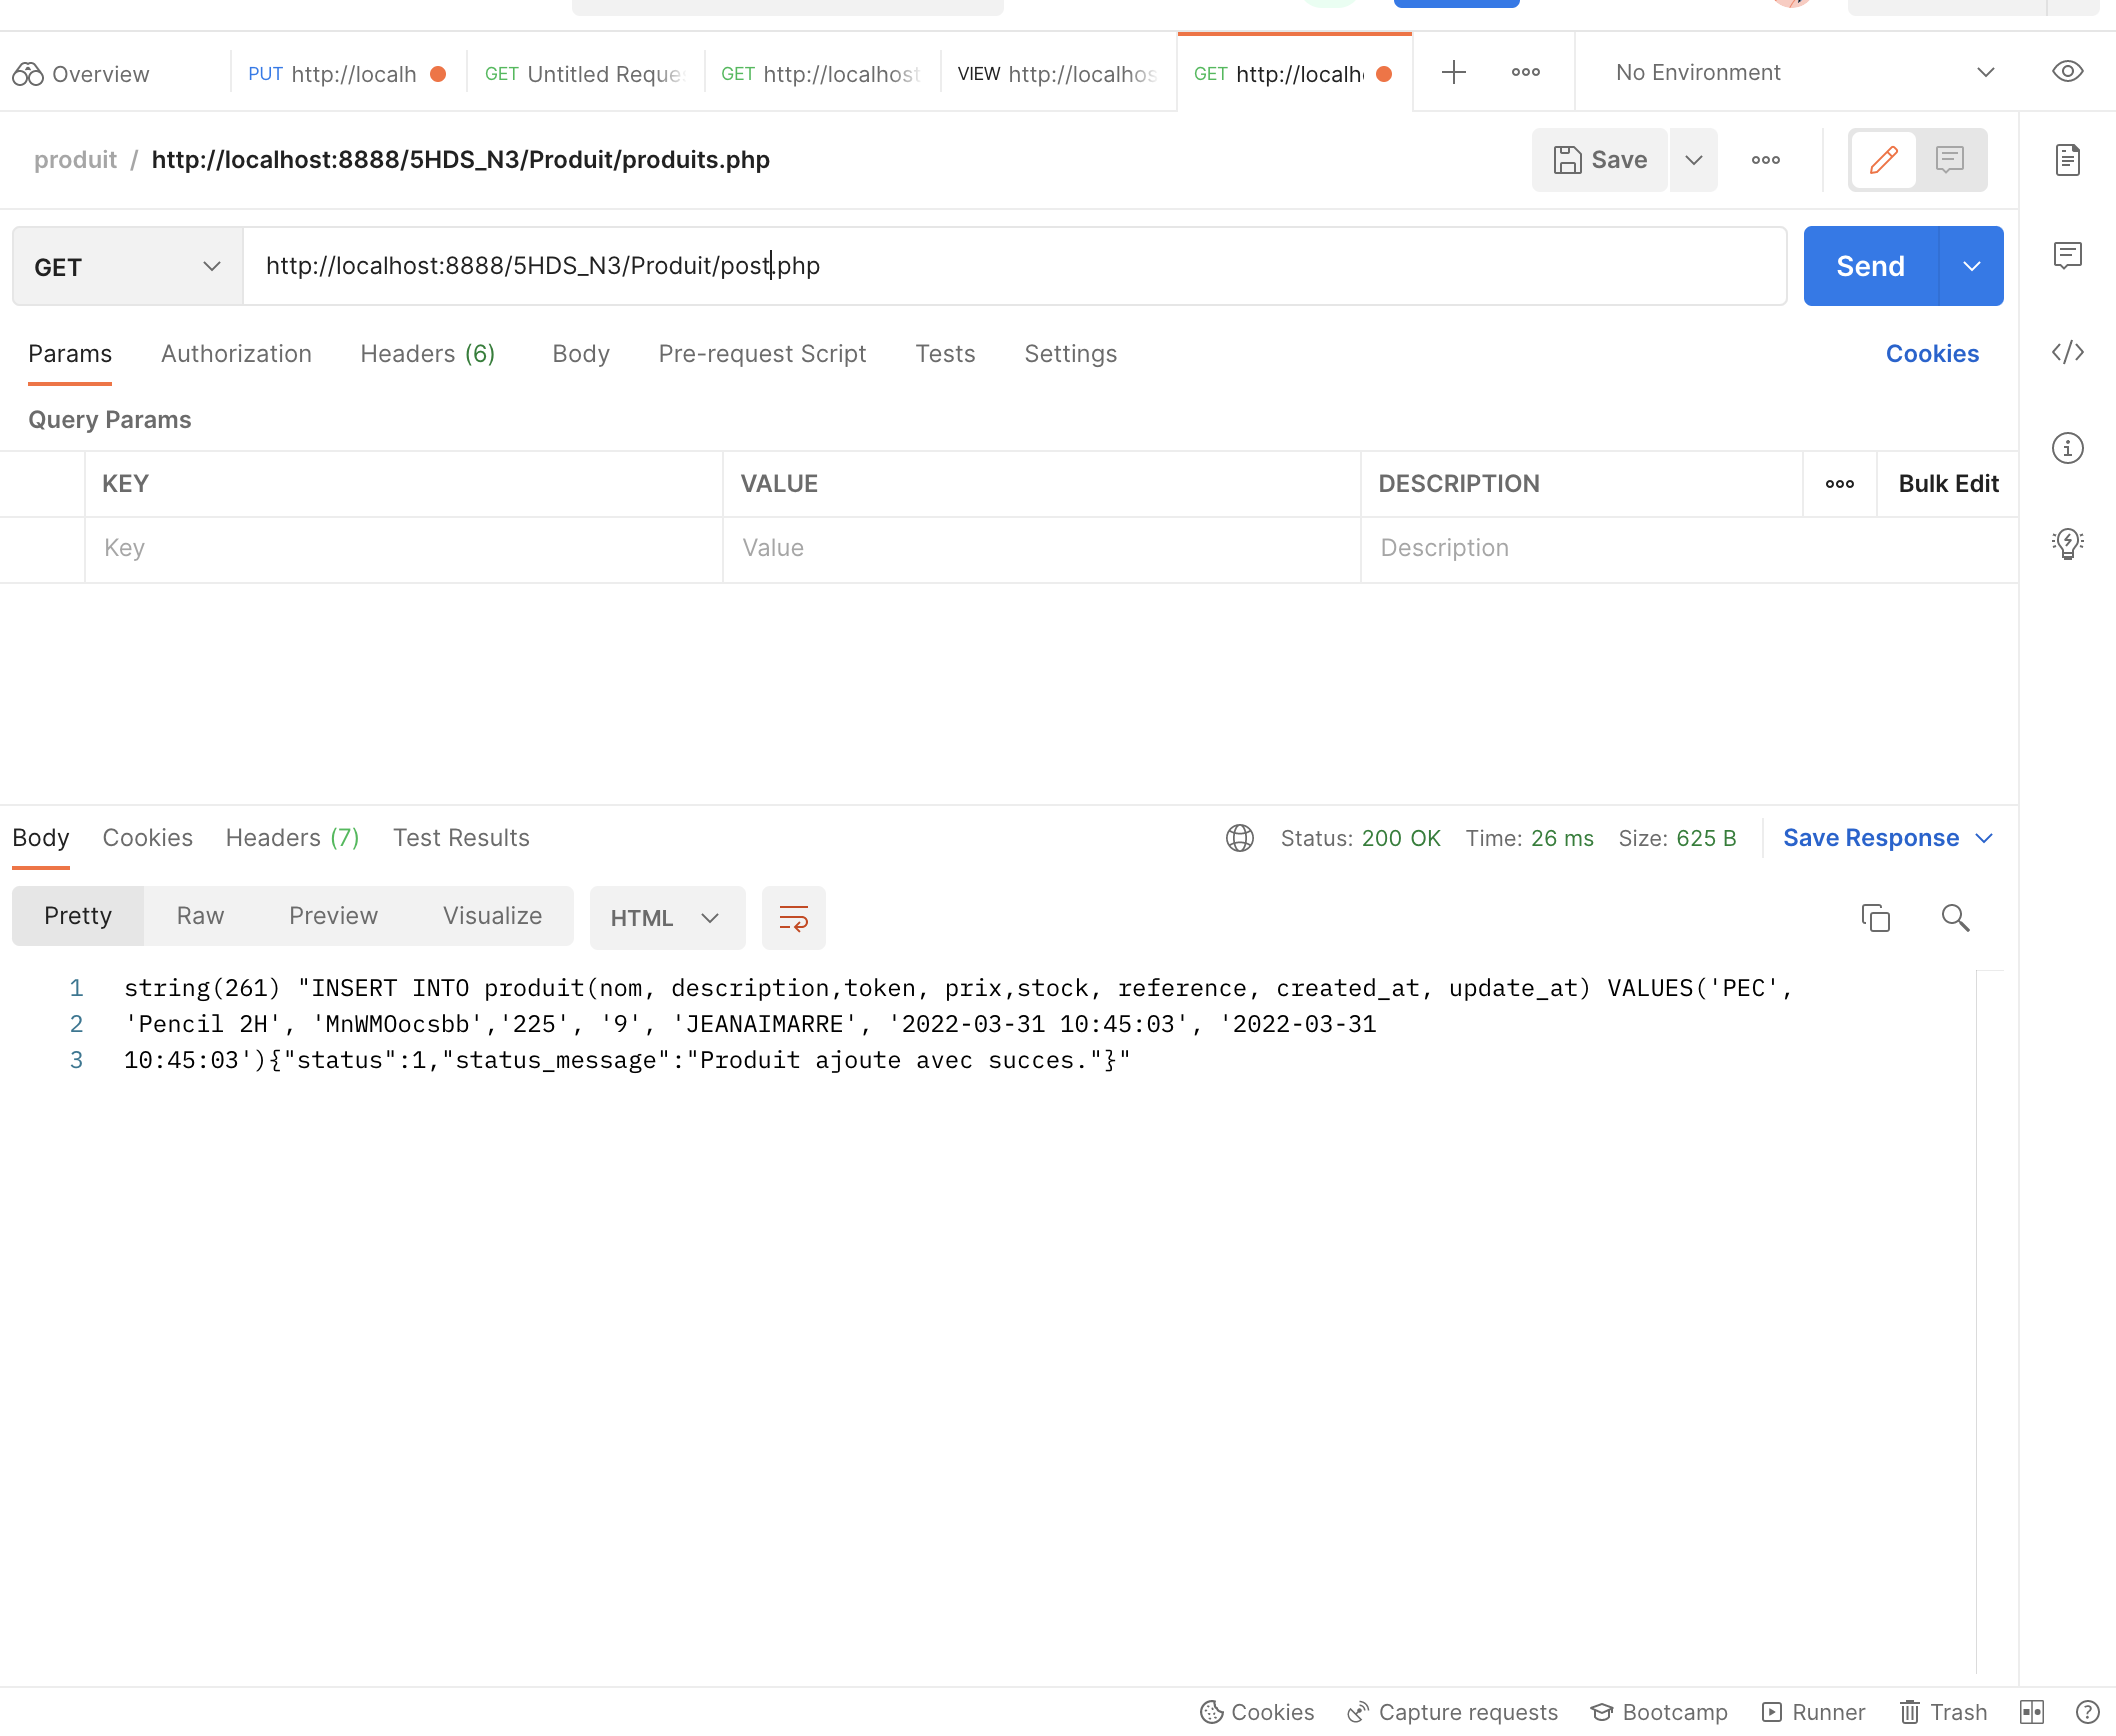 Overview PUT http://localh GET Untitled Reque GET http://localhost VIEW http://localhos GET http://localh No Environment
produit / http://localhost:8888/5HDS_N3/Produit/produits.php Save
GET http://localhost:8888/5HDS_N3/Produit/post.php Send
Params Authorization Headers (6) Body Pre-request Script Tests Settings Cookies
Query Params
KEY VALUE DESCRIPTION Bulk Edit
Key Value Description
Body Cookies Headers (7) Test Results Status: 200 OK Time: 26 ms Size: 625 B Save Response
Pretty Raw Preview Visualize HTML
1 string(261) "INSERT INTO produit(nom, description,token, prix,stock, reference, created_at, update_at) VALUES('PEC',
2 'Pencil 2H', 'MnWMOocsbb','225', '9', 'JEANAIMARRE', '2022-03-31 10:45:03', '2022-03-31
3 10:45:03'){"status":1,"status_message":"Produit ajoute avec succes."}"
Cookies Capture requests Bootcamp Runner Trash